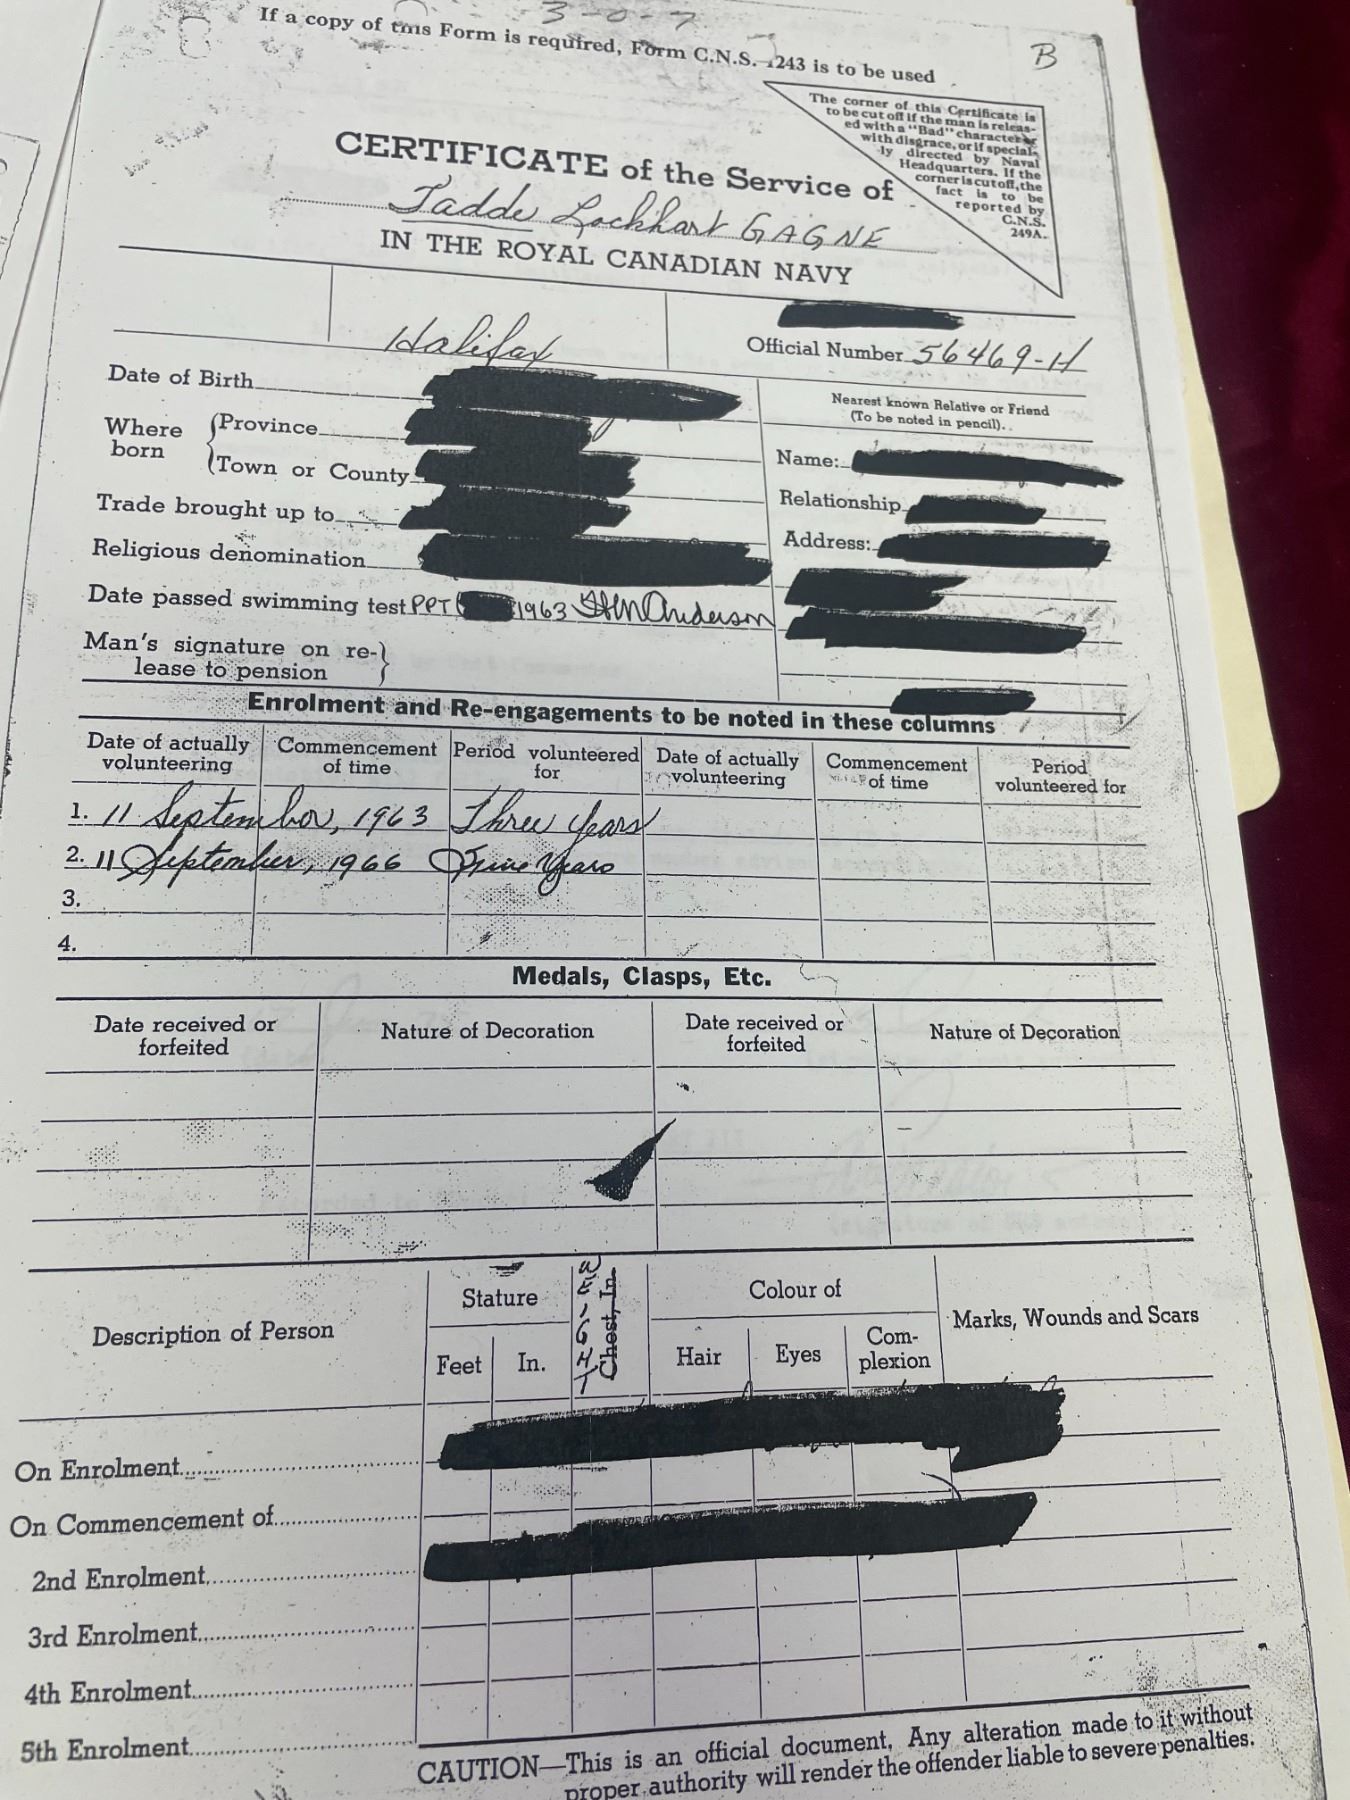 3-0-7
If a copy of this Form is required, Form C.N.S. 1243 is to be used
B
The corner of this Certificate is
to be cut off if the man is releas-
ed with a "Bad" character
with disgrace, or if special-
ly directed by Naval
Headquarters. If the
corner is cut off, the
fact is to be
reported by
C.N.S.
249A.
CERTIFICATE of the Service of
Tadde Lockhart GAGNE
IN THE ROYAL CANADIAN NAVY
Halifax
Official Number 56469-H
Date of Birth
Where born
Province
Town or County
Trade brought up to
Religious denomination
Date passed swimming test PPT 1963 Anderson
Man's signature on re-
lease to pension
Nearest known Relative or Friend
(To be noted in pencil)..
Name:
Relationship
Address:
Enrolment and Re-engagements to be noted in these columns
Date of actually volunteering
Commencement of time
Period volunteered for
Date of actually volunteering
Commencement of time
Period volunteered for
1. 11 September, 1963 Three years
2. 11 September, 1966 Five Years
3.
4.
Medals, Clasps, Etc.
Date received or forfeited
Nature of Decoration
Date received or forfeited
Nature of Decoration
Description of Person
Stature
Feet
In.
WEIGHT
Chest, In.
Colour of
Hair
Eyes
Com-
plexion
Marks, Wounds and Scars
On Enrolment
On Commencement of
2nd Enrolment
3rd Enrolment
4th Enrolment
5th Enrolment
CAUTION—This is an official document. Any alteration made to it without
proper authority will render the offender liable to severe penalties.